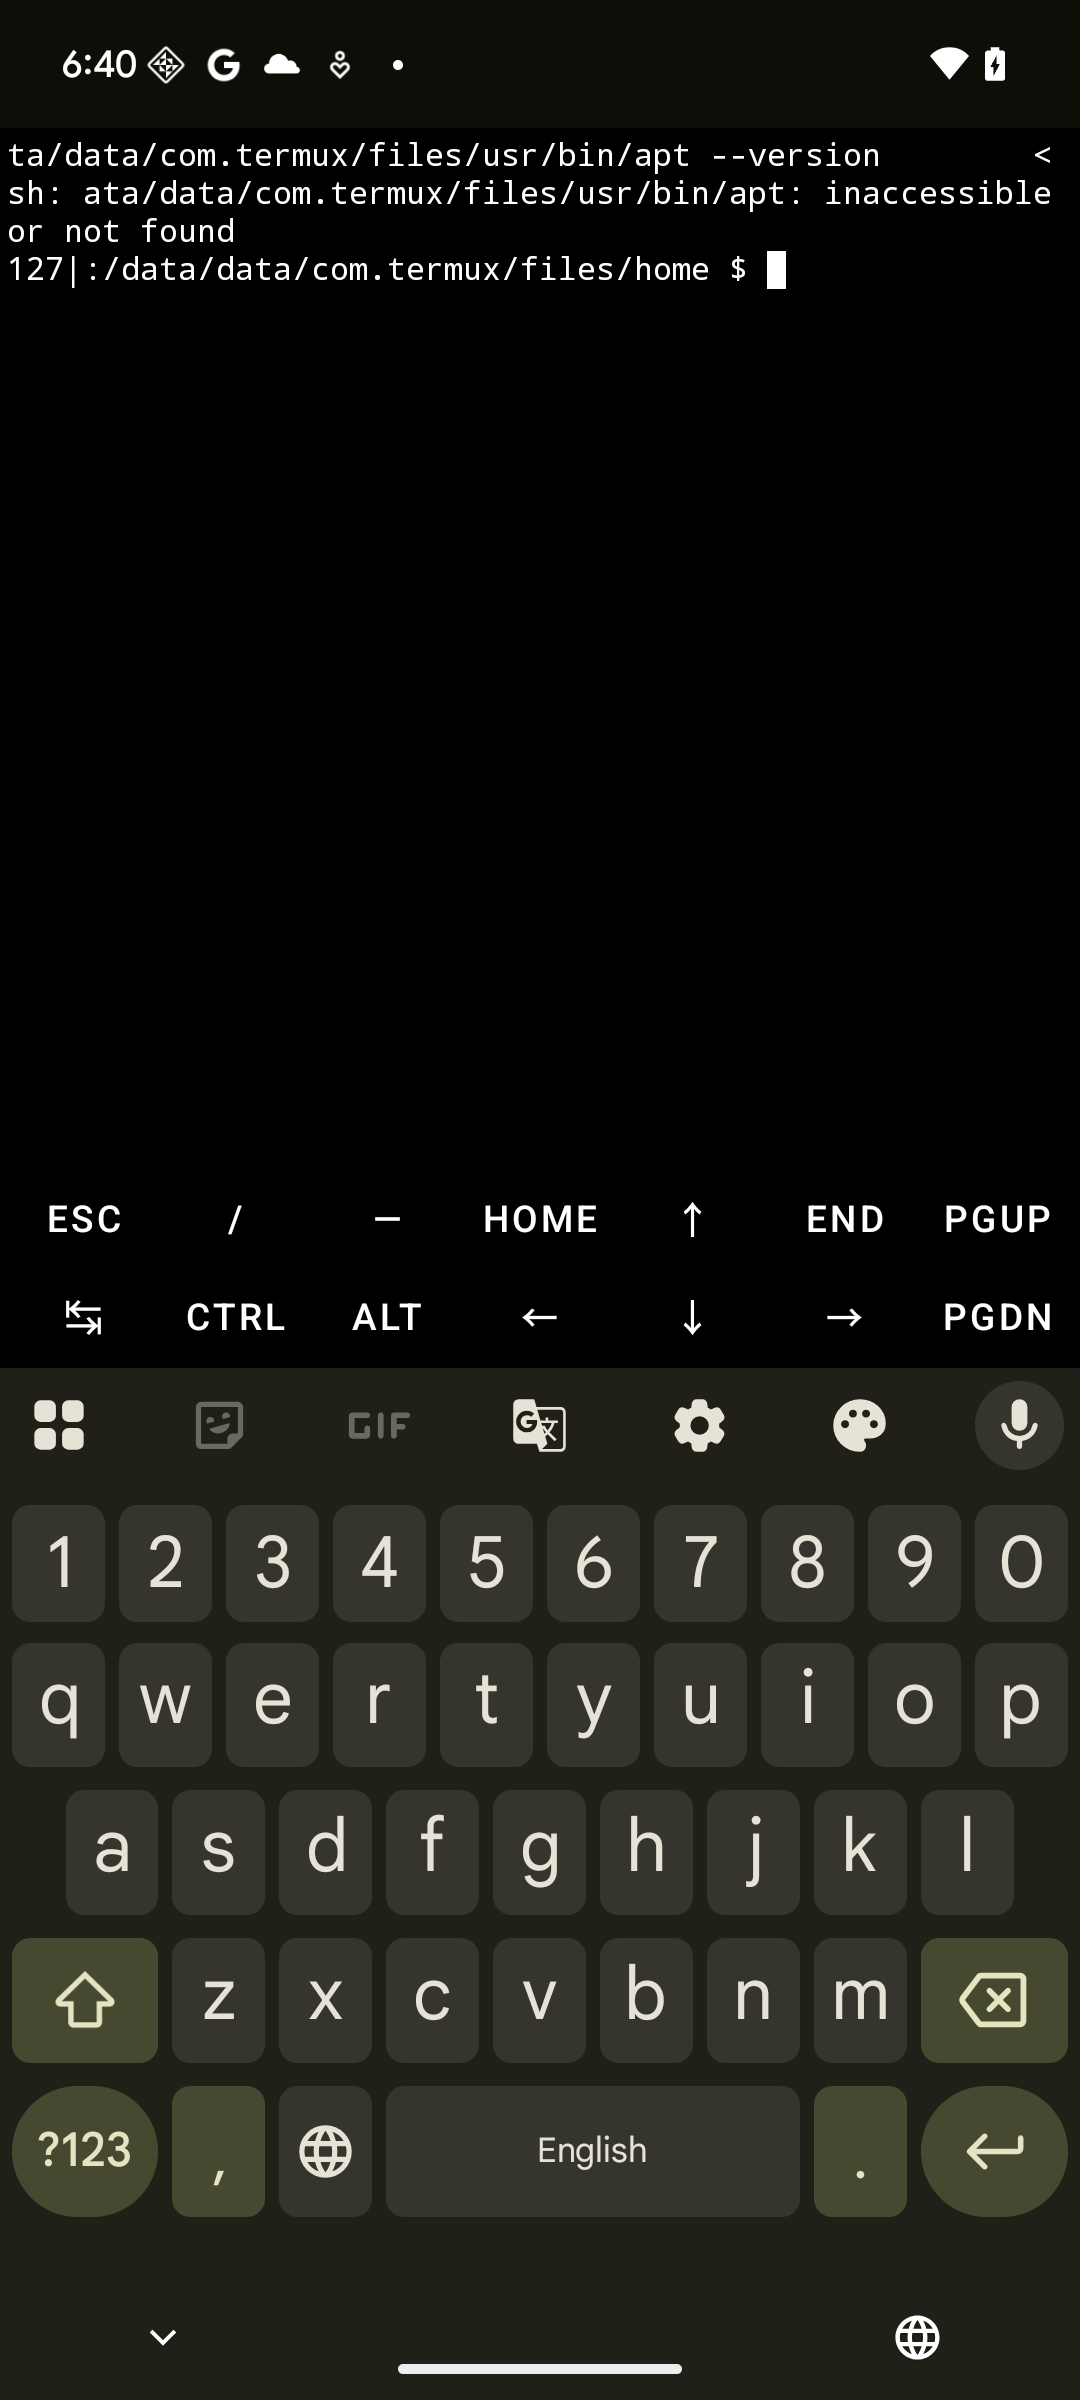 6:40
ta/data/com.termux/files/usr/bin/apt --version <
sh: ata/data/com.termux/files/usr/bin/apt: inaccessible
or not found
127|:/data/data/com.termux/files/home $
ESC / – HOME ↑ END PGUP
↹ CTRL ALT ← ↓ → PGDN
GIF G文
1 2 3 4 5 6 7 8 9 0
q w e r t y u i o p
a s d f g h j k l
z x c v b n m
?123 , English .